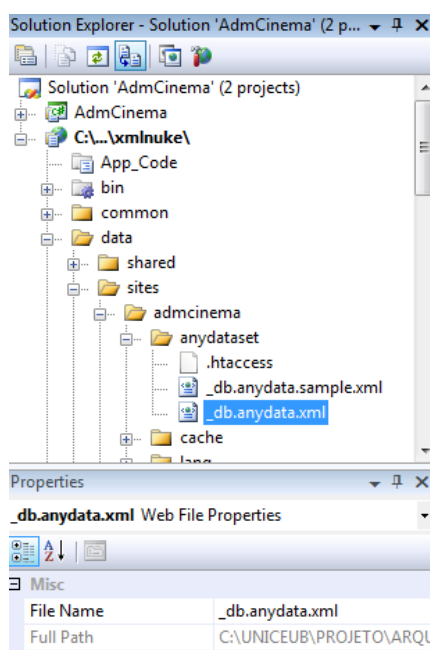 Solution Explorer - Solution 'AdmCinema' (2 p...
Solution 'AdmCinema' (2 projects)
AdmCinema
C:\...\xmlnuke\
App_Code
bin
common
data
shared
sites
admcinema
anydataset
.htaccess
_db.anydata.sample.xml
_db.anydata.xml
cache
lang
Properties
_db.anydata.xml Web File Properties
Misc
File Name _db.anydata.xml
Full Path C:\UNICEUB\PROJETO\ARQU